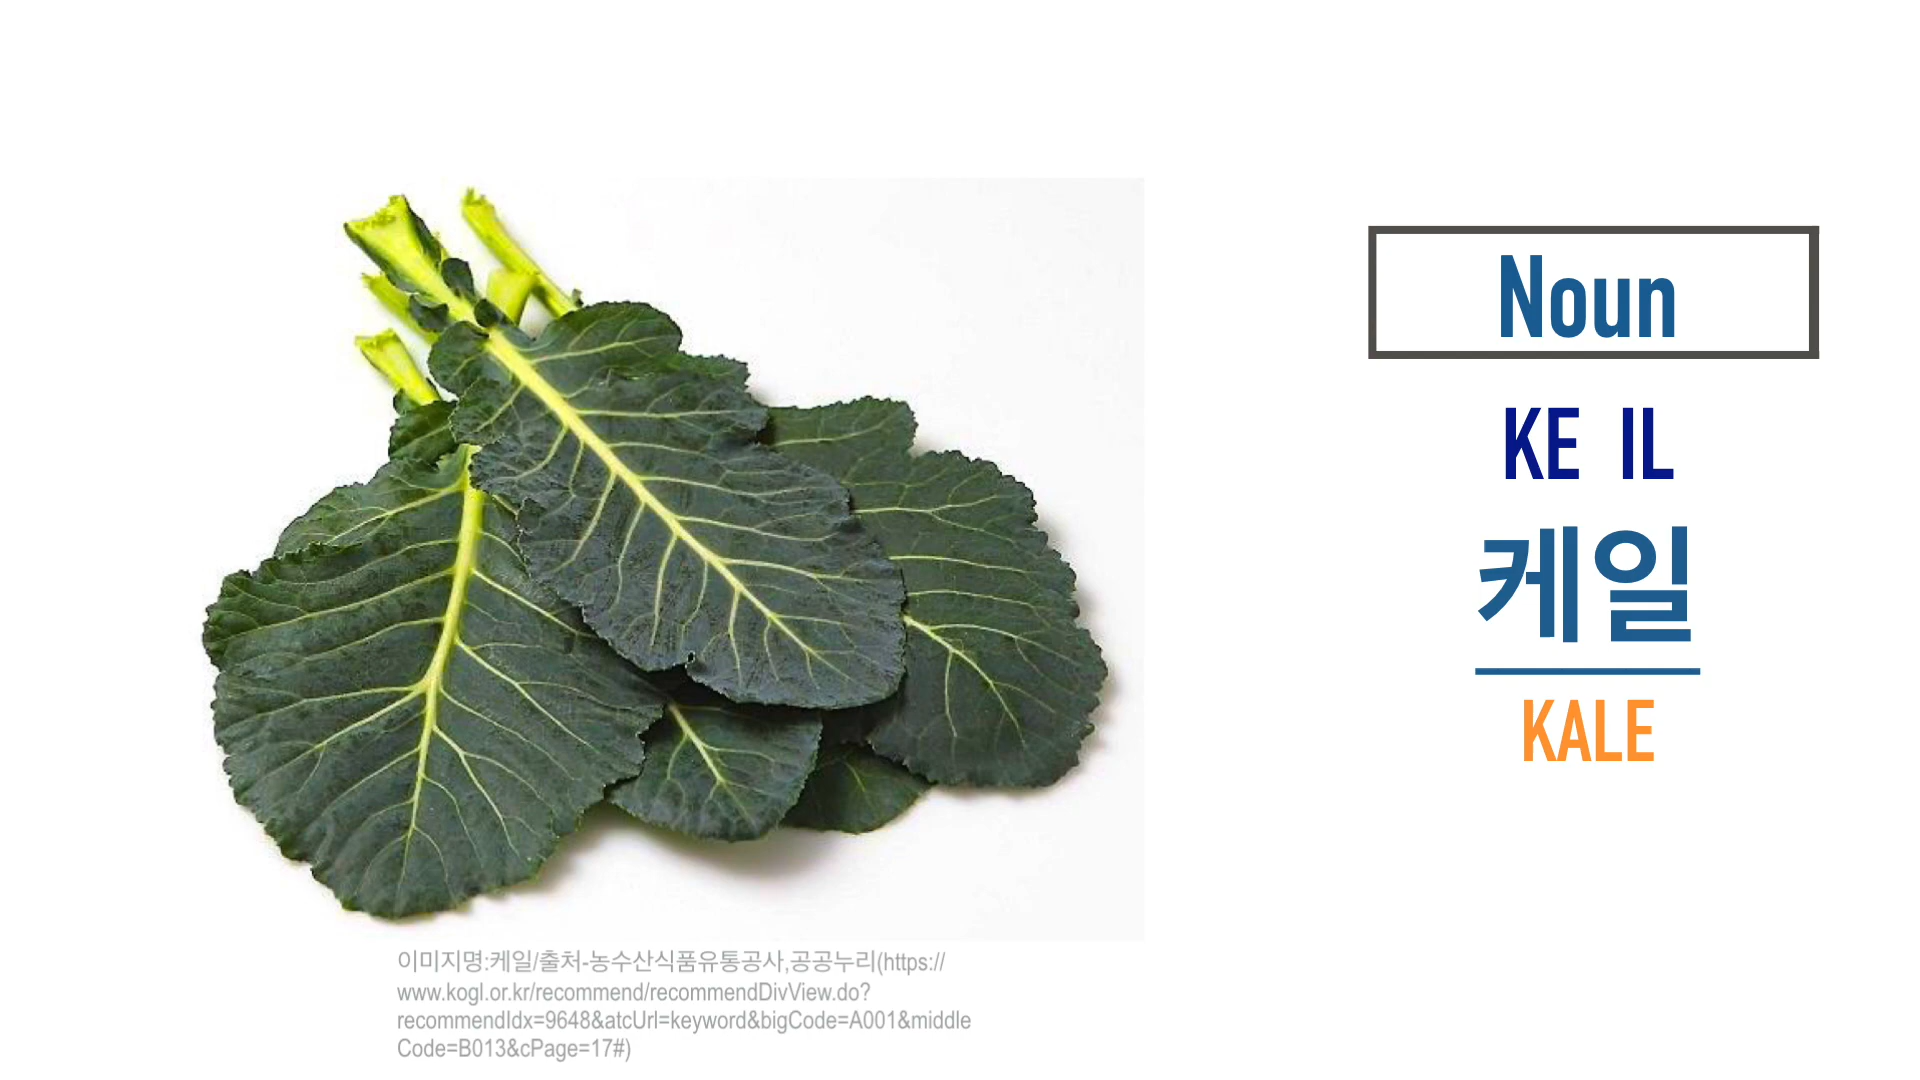 Noun
KE IL
케일
KALE
이미지명:케일/출처-농수산식품유통공사,공공누리(https://
www.kogl.or.kr/recommend/recommendDivView.do?
recommendIdx=9648&atcUrl=keyword&bigCode=A001&middle
Code=B013&cPage=17#)